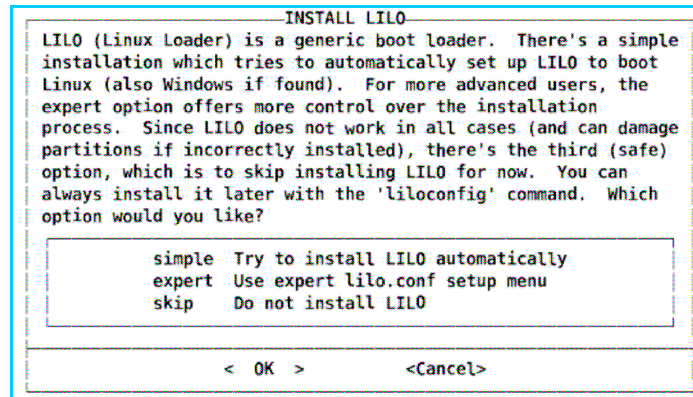 INSTALL LILO
LILO (Linux Loader) is a generic boot loader.  There's a simple
installation which tries to automatically set up LILO to boot
Linux (also Windows if found).  For more advanced users, the
expert option offers more control over the installation
process.  Since LILO does not work in all cases (and can damage
partitions if incorrectly installed), there's the third (safe)
option, which is to skip installing LILO for now.  You can
always install it later with the 'liloconfig' command.  Which
option would you like?
simple  Try to install LILO automatically
expert  Use expert lilo.conf setup menu
skip    Do not install LILO
<  OK  >          <Cancel>